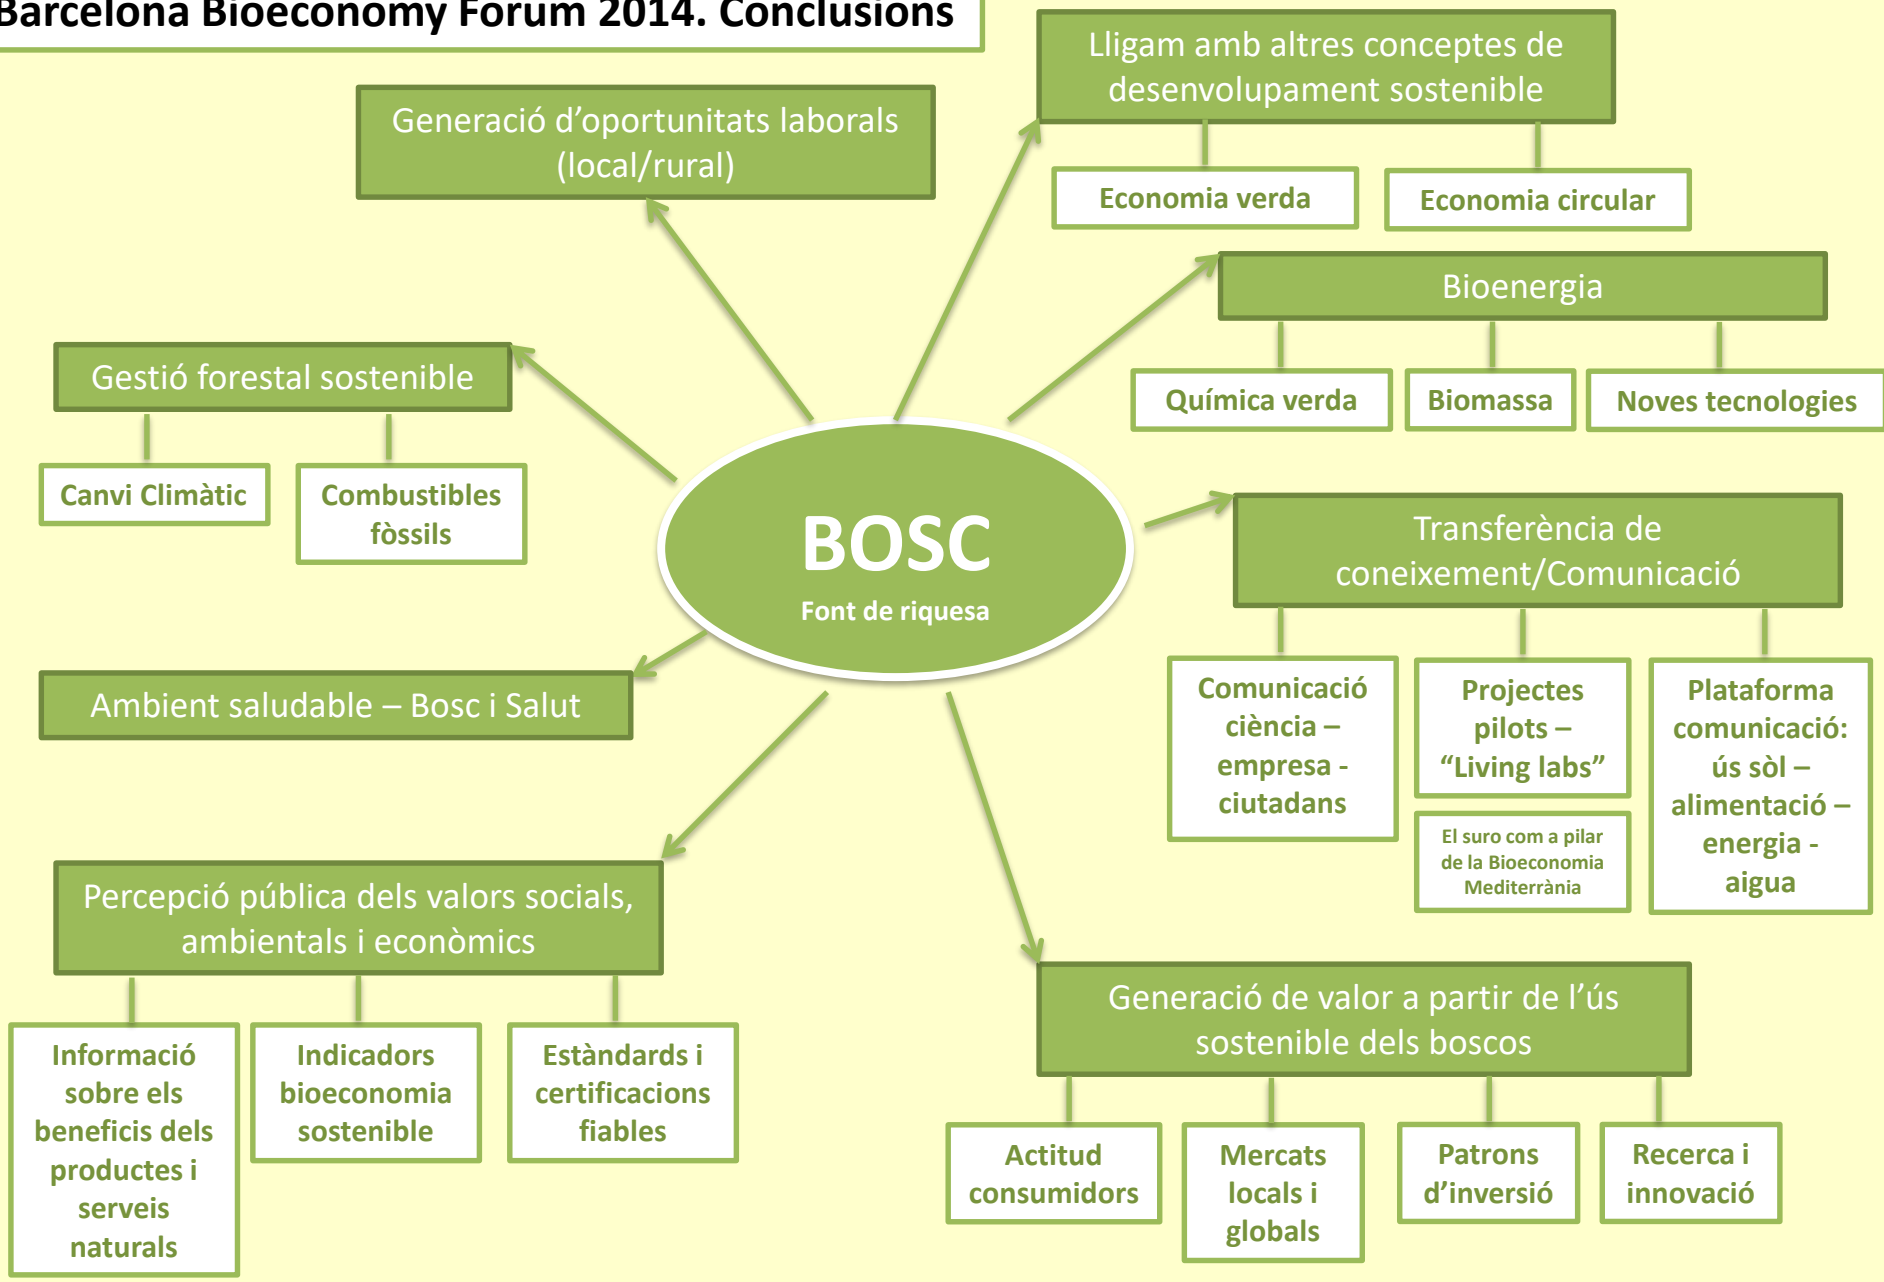 Barcelona Bioeconomy Forum 2014. Conclusions
Lligam amb altres conceptes de
desenvolupament sostenible
Economia verda
Economia circular
Generació d’oportunitats laborals
(local/rural)
Bioenergia
Química verda
Biomassa
Noves tecnologies
Gestió forestal sostenible
Canvi Climàtic
Combustibles
fòssils
BOSC
Font de riquesa
Transferència de
coneixement/Comunicació
Comunicació
ciència –
empresa -
ciutadans
Projectes
pilots –
“Living labs”
El suro com a pilar
de la Bioeconomia
Mediterrània
Plataforma
comunicació:
ús sòl –
alimentació –
energia -
aigua
Ambient saludable – Bosc i Salut
Percepció pública dels valors socials,
ambientals i econòmics
Informació
sobre els
beneficis dels
productes i
serveis
naturals
Indicadors
bioeconomia
sostenible
Estàndards i
certificacions
fiables
Generació de valor a partir de l’ús
sostenible dels boscos
Actitud
consumidors
Mercats
locals i
globals
Patrons
d’inversió
Recerca i
innovació